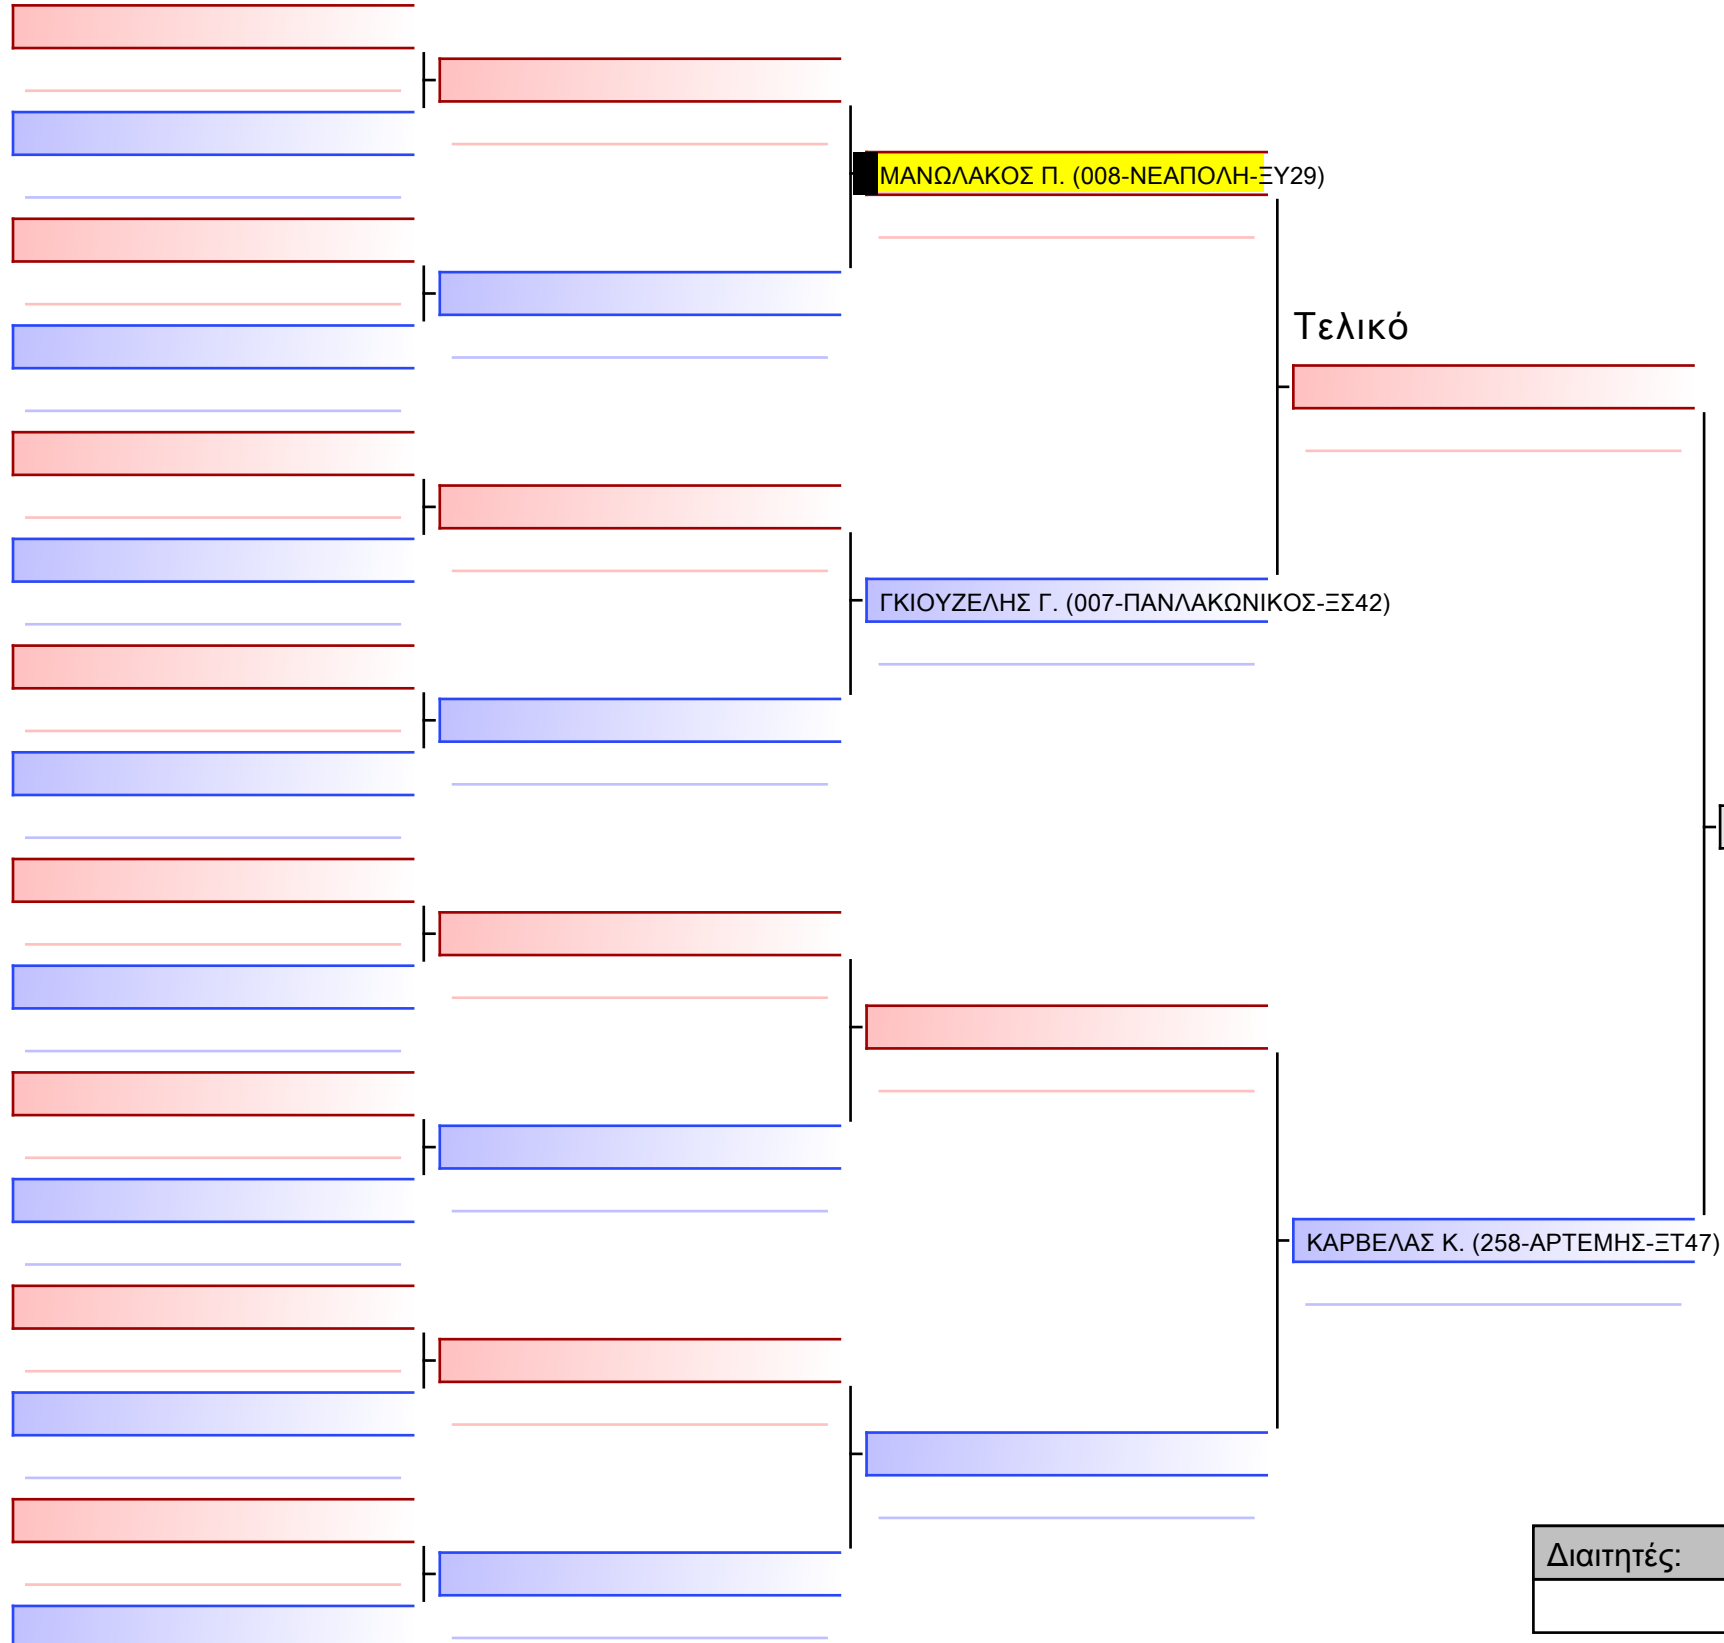 ΜΑΝΩΛΑΚΟΣ Π. (008-ΝΕΑΠΟΛΗ-ΞΥ29)
Τελικό
ΓΚΙΟΥΖΕΛΗΣ Γ. (007-ΠΑΝΛΑΚΩΝΙΚΟΣ-ΞΣ42)
ΚΑΡΒΕΛΑΣ Κ. (258-ΑΡΤΕΜΗΣ-ΞΤ47)
Διαιτητές: